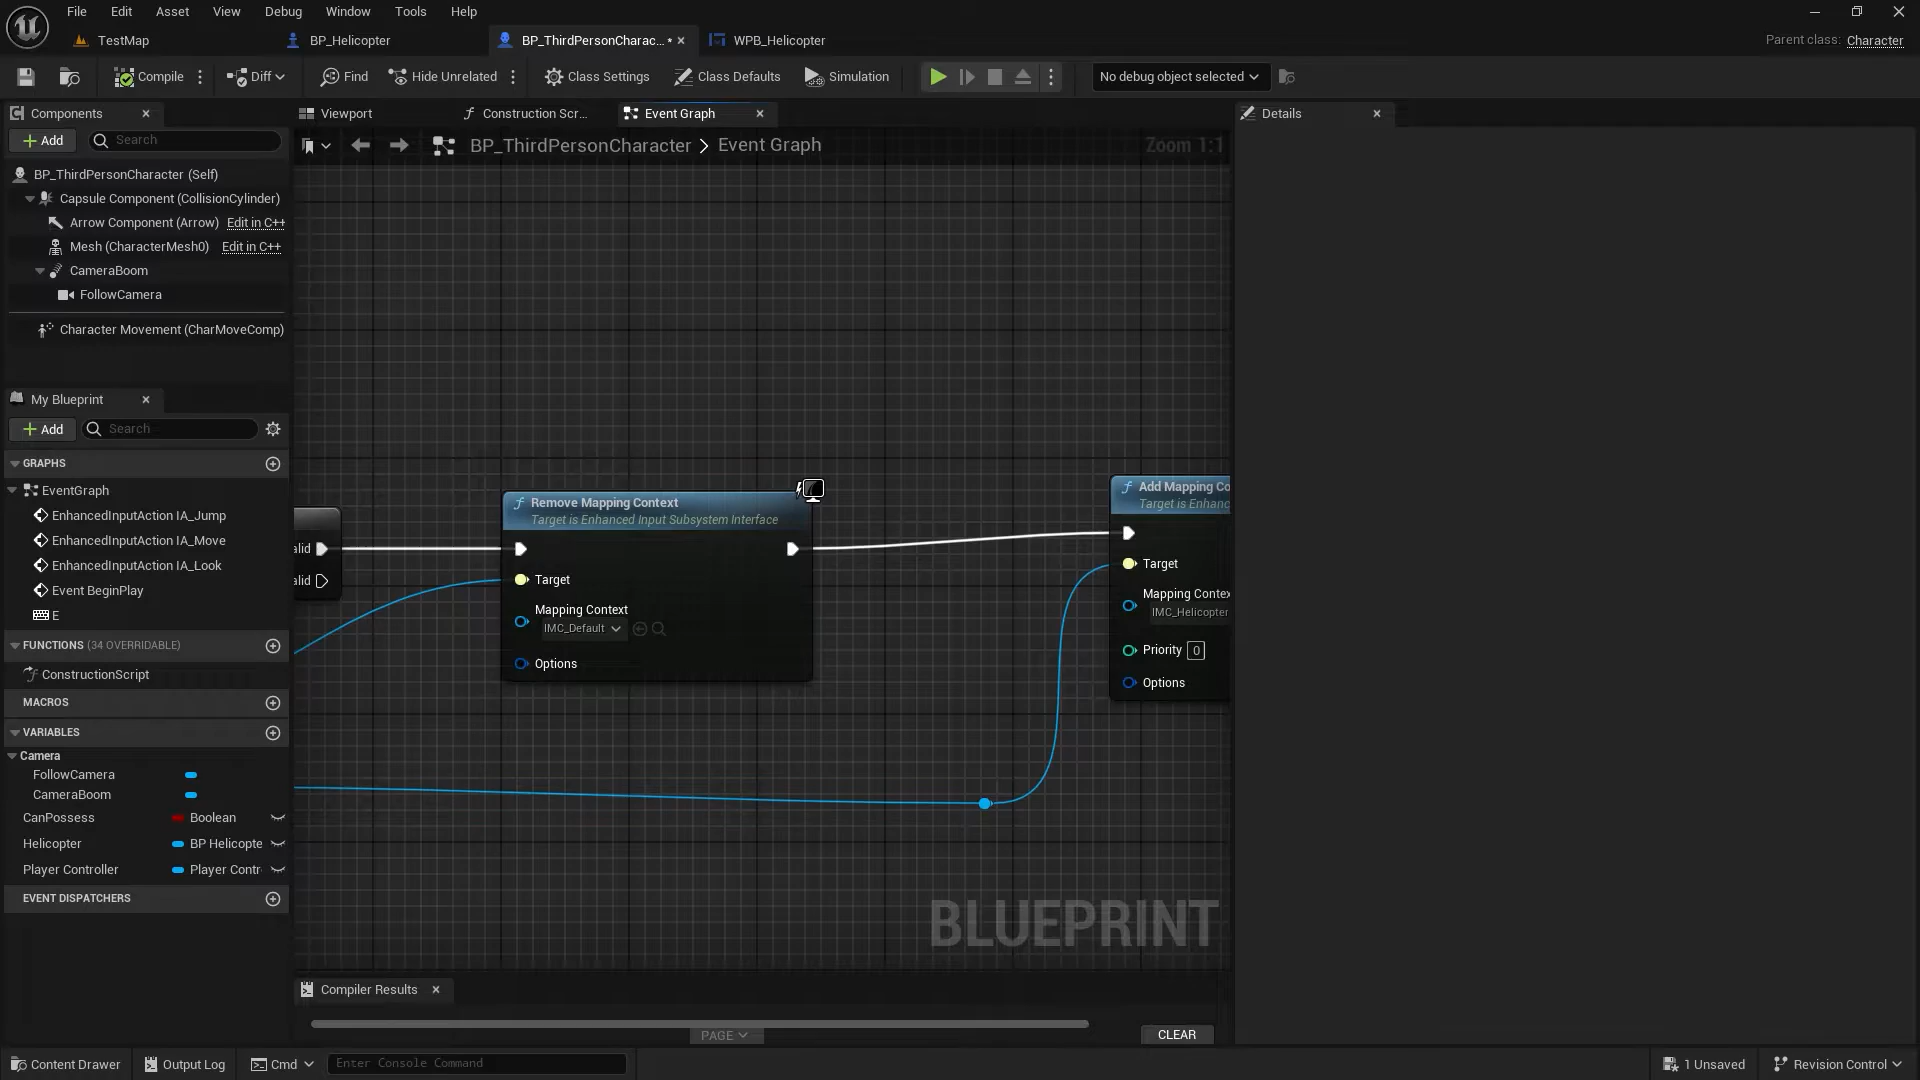 File Edit Asset View Debug Window Tools Help
TestMap
BP_Helicopter
BP_ThirdPersonCharac...
WPB_Helicopter
Parent class: Character
Compile
Diff
Find
Hide Unrelated
Class Settings
Class Defaults
Simulation
No debug object selected
Components
Add
Search
BP_ThirdPersonCharacter (Self)
Capsule Component (CollisionCylinder)
Arrow Component (Arrow) Edit in C++
Mesh (CharacterMesh0) Edit in C++
CameraBoom
FollowCamera
Character Movement (CharMoveComp)
My Blueprint
Add
Search
GRAPHS
EventGraph
EnhancedInputAction IA_Jump
EnhancedInputAction IA_Move
EnhancedInputAction IA_Look
Event BeginPlay
E
FUNCTIONS (34 OVERRIDABLE)
ConstructionScript
MACROS
VARIABLES
Camera
FollowCamera
CameraBoom
CanPossess Boolean
Helicopter BP Helicopte
Player Controller Player Contr
EVENT DISPATCHERS
Viewport
Construction Scr...
Event Graph
BP_ThirdPersonCharacter > Event Graph
Zoom 1:1
alid
alid
Remove Mapping Context
Target is Enhanced Input Subsystem Interface
Target
Mapping Context
IMC_Default
Options
Add Mapping Co
Target is Enhanc
Target
Mapping Contex
IMC_Helicopter
Priority 0
Options
BLUEPRINT
Compiler Results
PAGE
CLEAR
Details
Content Drawer
Output Log
Cmd
Enter Console Command
1 Unsaved
Revision Control